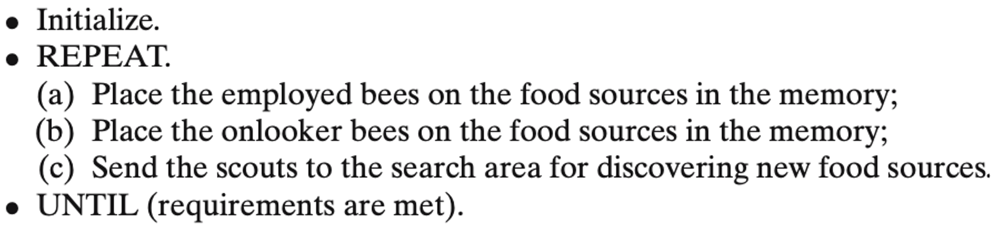 • Initialize.
• REPEAT.
(a) Place the employed bees on the food sources in the memory;
(b) Place the onlooker bees on the food sources in the memory;
(c) Send the scouts to the search area for discovering new food sources.
• UNTIL (requirements are met).